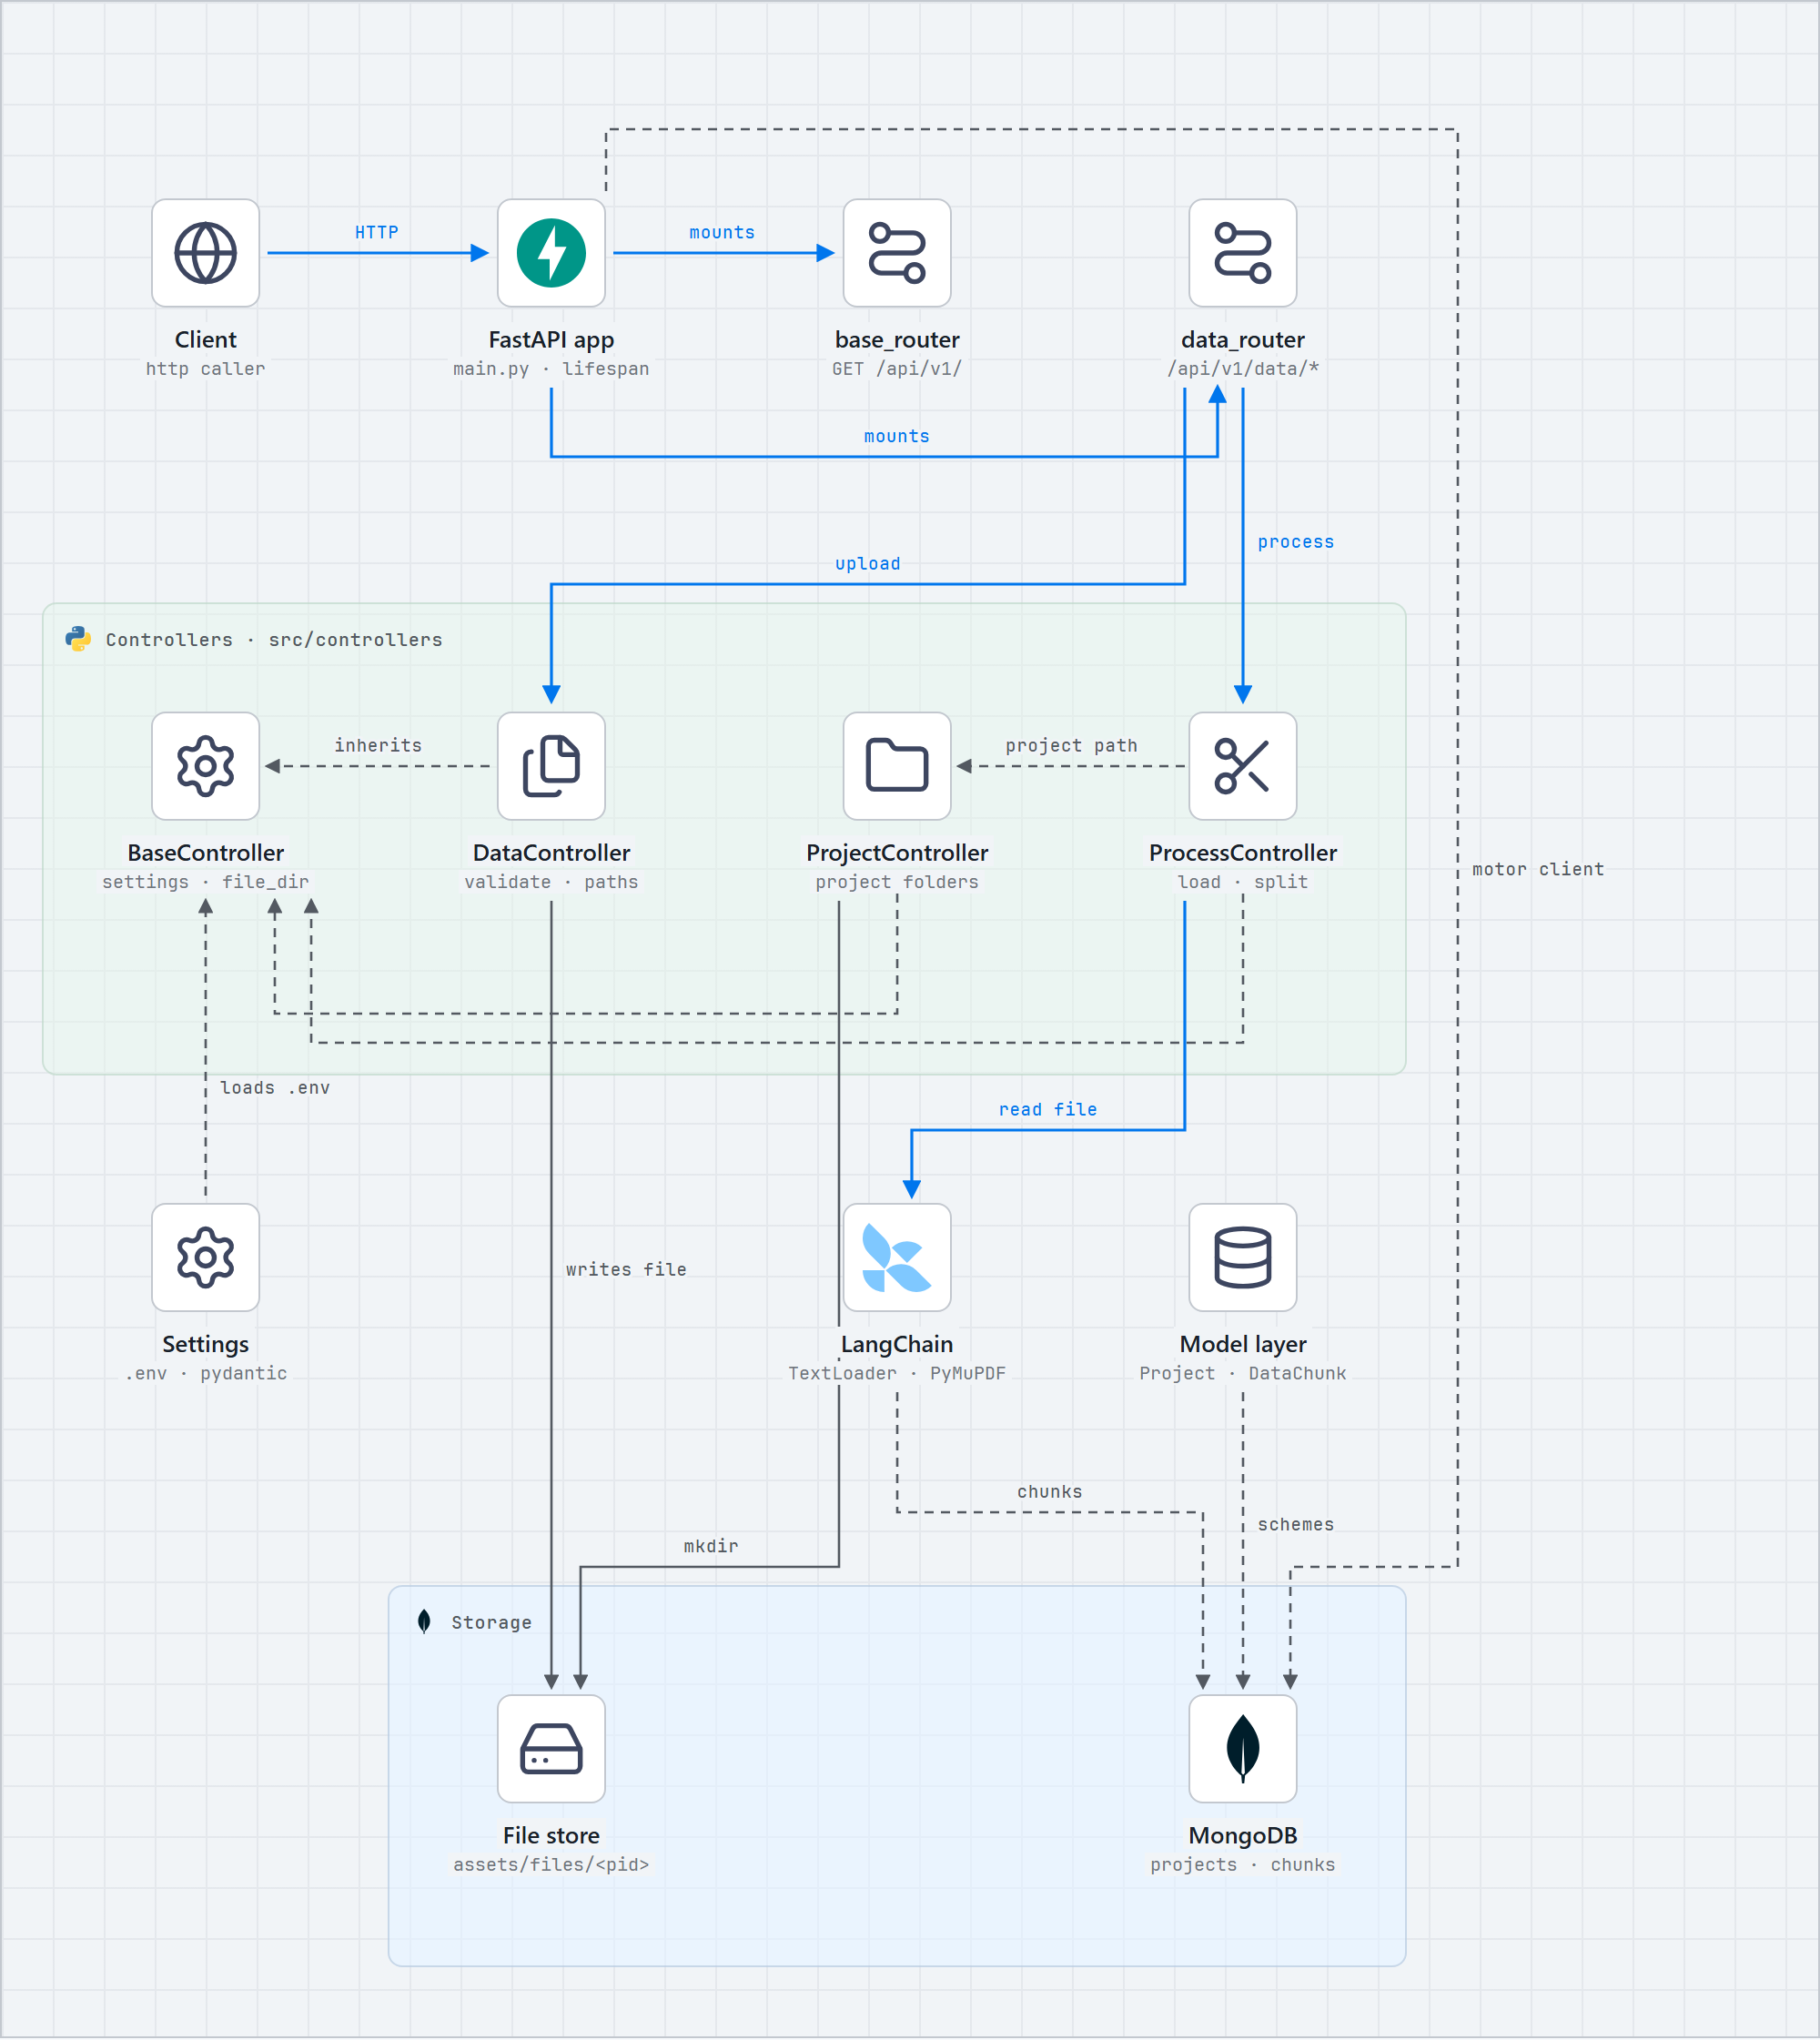 HTTP
mounts
Client
http caller
FastAPI app
main.py · lifespan
base_router
GET /api/v1/
data_router
/api/v1/data/*
mounts
process
upload
Controllers · src/controllers
inherits
project path
BaseController
settings · file_dir
DataController
validate · paths
ProjectController
project folders
ProcessController
load · split
motor client
loads .env
read file
writes file
Settings
.env · pydantic
LangChain
TextLoader · PyMuPDF
Model layer
Project · DataChunk
chunks
schemes
mkdir
Storage
File store
assets/files/<pid>
MongoDB
projects · chunks